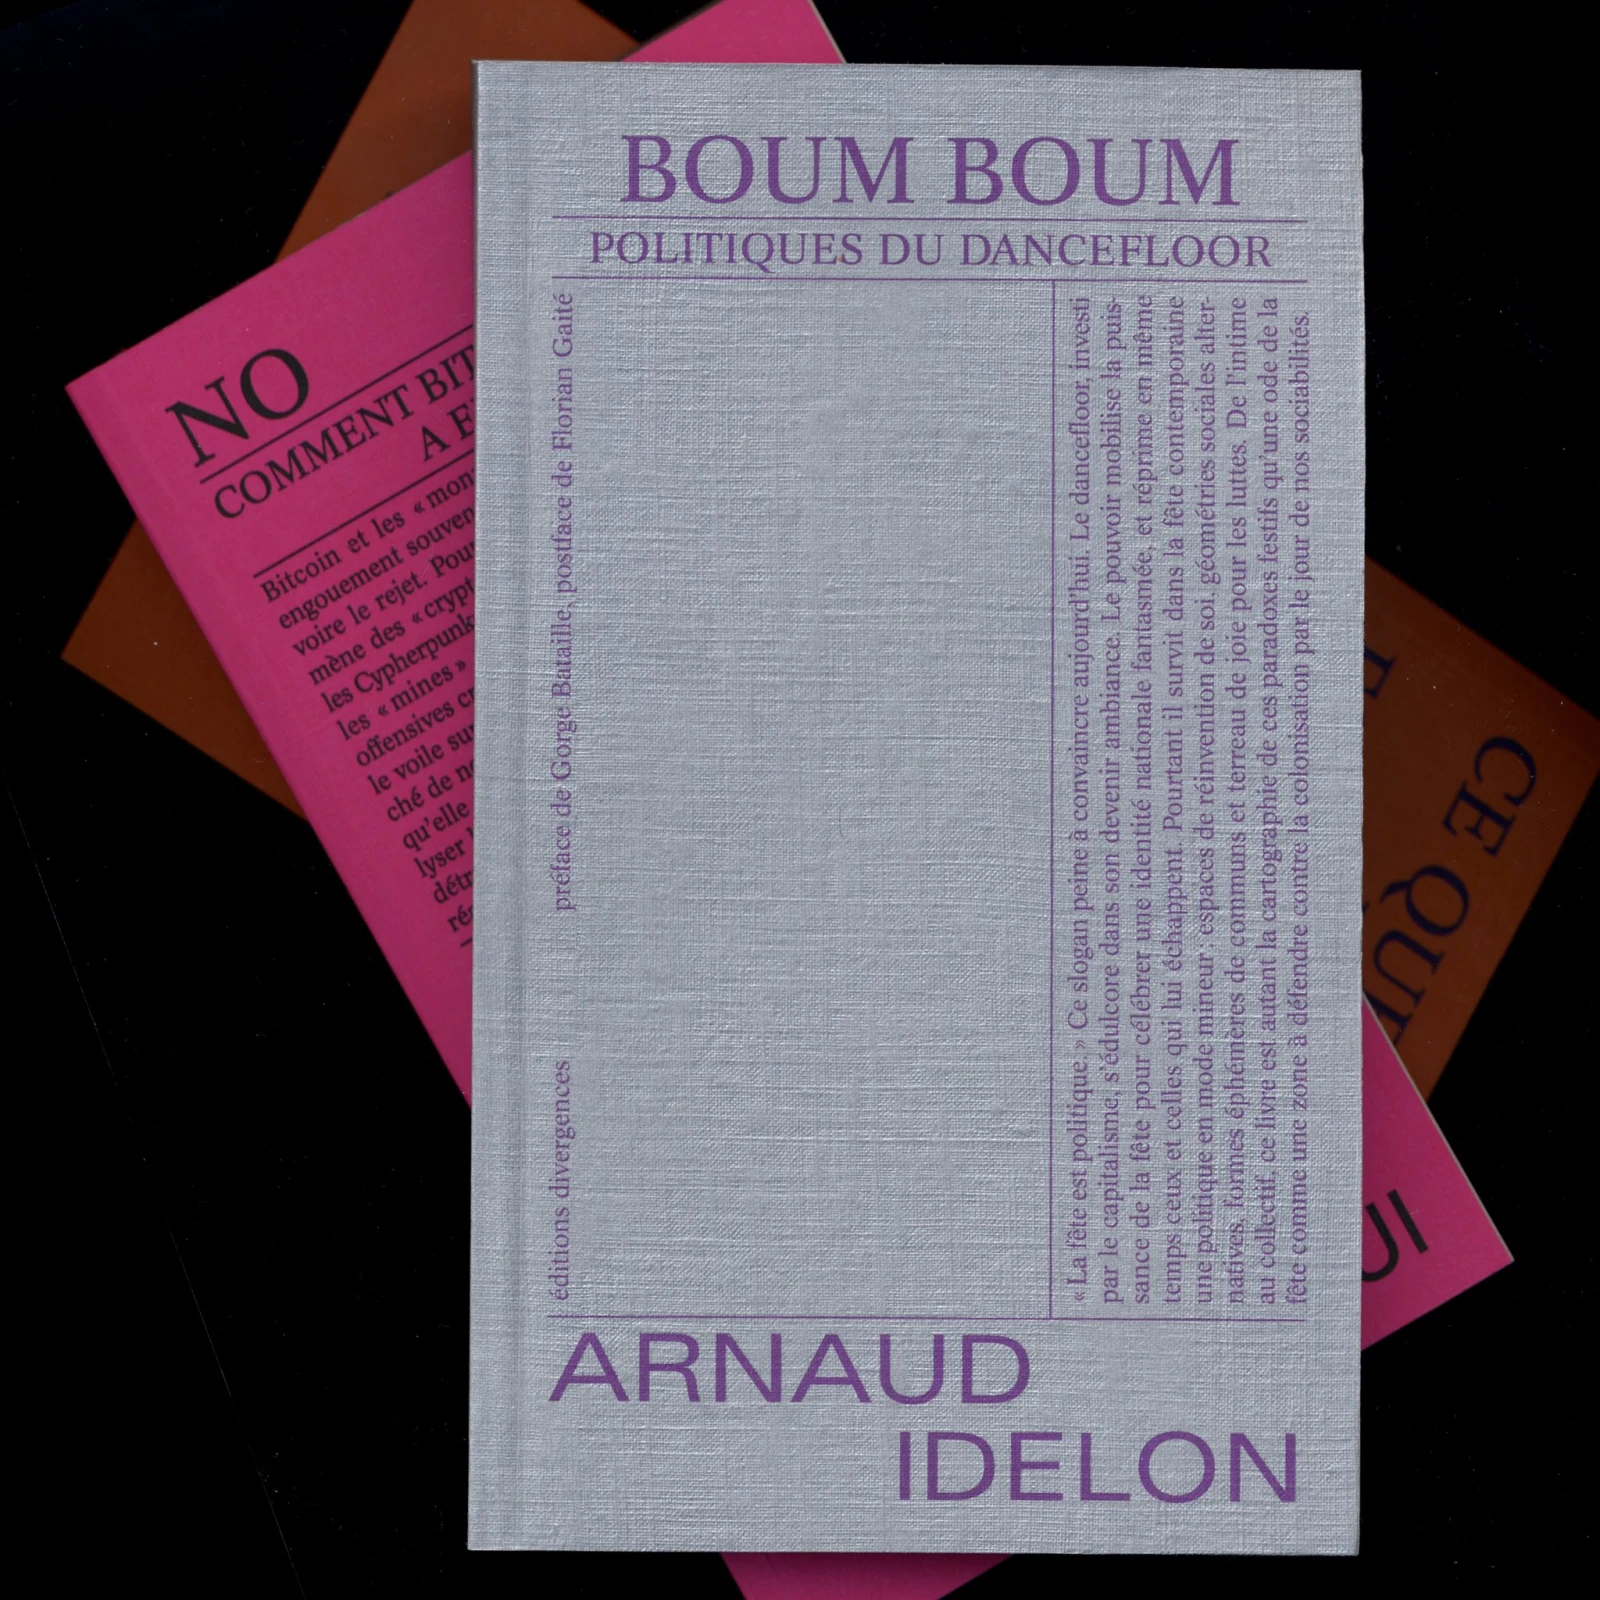 BOUM BOUM
POLITIQUES DU DANCEFLOOR
préface de Gorge Bataille, postface de Florian Gaité
éditions divergences
« La fête est politique. » Ce slogan peine à convaincre aujourd'hui. Le dancefloor, investi
par le capitalisme, s'édulcore dans son devenir ambiance. Le pouvoir mobilise la puis-
sance de la fête pour célébrer une identité nationale fantasmée, et réprime en même
temps ceux et celles qui lui échappent. Pourtant il survit dans la fête contemporaine
une politique en mode mineur : espaces de réinvention de soi, géométries sociales alter-
natives, formes éphémères de communs et terreau de joie pour les luttes. De l'intime
au collectif, ce livre est autant la cartographie de ces paradoxes festifs qu'une ode de la
fête comme une zone à défendre contre la colonisation par le jour de nos sociabilités.
ARNAUD
IDELON
NO
COMMENT BIT
A E
Bitcoin et les « mon
engouement souven
voire le rejet. Pour
mène des « crypt
les Cypherpunk
les « mines »
offensives cr
le voile sur
ché de no
qu'elle
lyser
détr
ré
UI
CE QUE